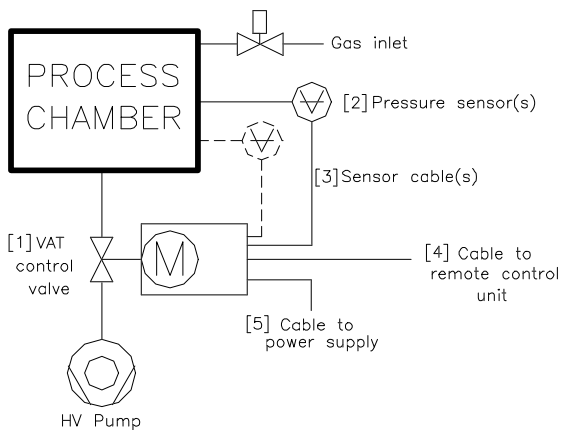 Gas inlet
PROCESS
CHAMBER
[2] Pressure sensor(s)
[3] Sensor cable(s)
[1] VAT
control
valve
M
[4] Cable to
remote control
unit
[5] Cable to
power supply
HV Pump